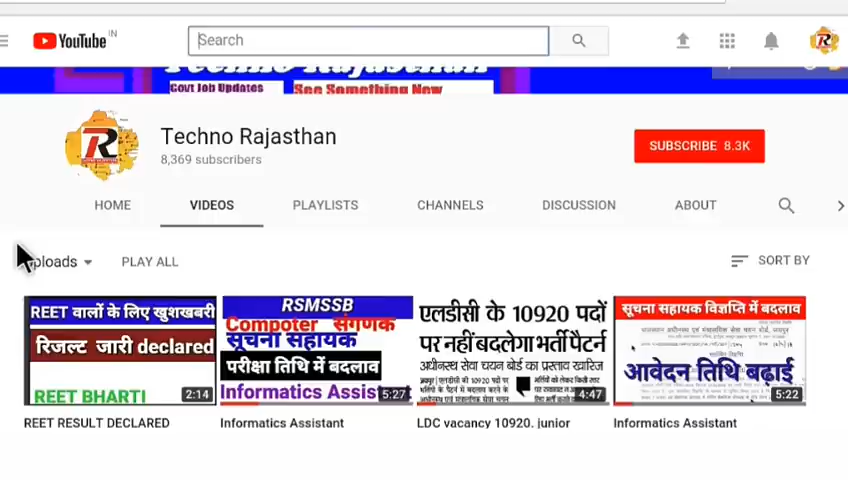 YouTube IN
Search
Techno Rajasthan
Govt Job Updates
See Something New
Techno Rajasthan
8,369 subscribers
SUBSCRIBE 8.3K
HOME
VIDEOS
PLAYLISTS
CHANNELS
DISCUSSION
ABOUT
PLAY ALL
SORT BY
REET वालों के लिए खुशखबरी
रिजल्ट जारी declared
REET BHARTI
2:14
REET RESULT DECLARED
RSMSSB
Compoter संगणक
सूचना सहायक
परीक्षा तिथि में बदलाव
Informatics Assist
5:27
Informatics Assistant
एलडीसी के 10920 पदों
पर नहीं बदलेगा भर्ती पैटर्न
अधीनस्थ सेवा चयन बोर्ड का प्रस्ताव खारिज
4:47
LDC vacancy 10920, junior
सूचना सहायक विज्ञप्ति में बदलाव
आवेदन तिथि बढ़ाई
5:22
Informatics Assistant